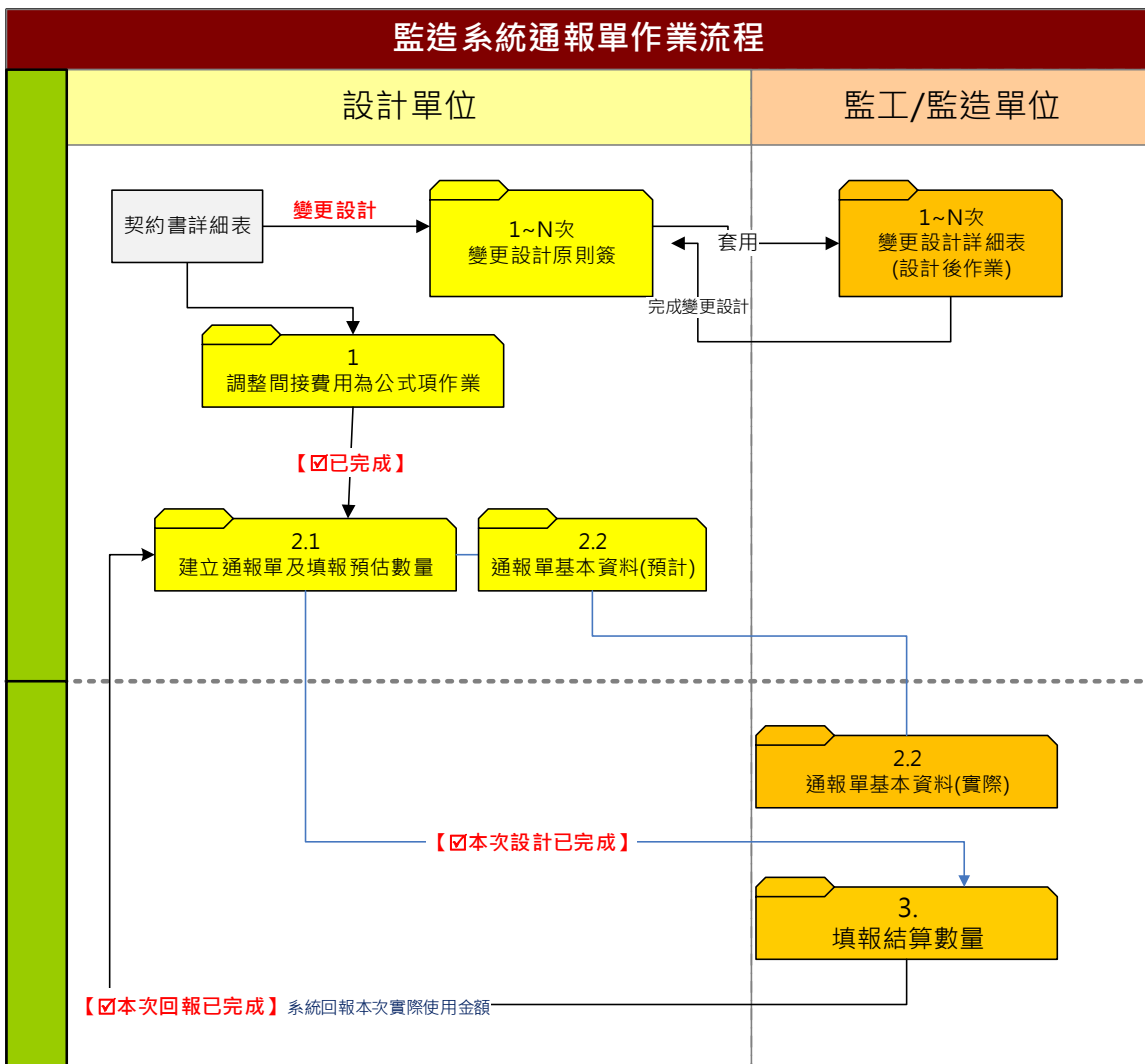 監造系統通報單作業流程
設計單位
監工/監造單位
契約書詳細表
變更設計
1~N次
變更設計原則簽
套用
1~N次
變更設計詳細表
(設計後作業)
完成變更設計
1
調整間接費用為公式項作業
【☑已完成】
2.1
建立通報單及填報預估數量
2.2
通報單基本資料(預計)
2.2
通報單基本資料(實際)
【☑本次設計已完成】
3.
填報結算數量
【☑本次回報已完成】系統回報本次實際使用金額